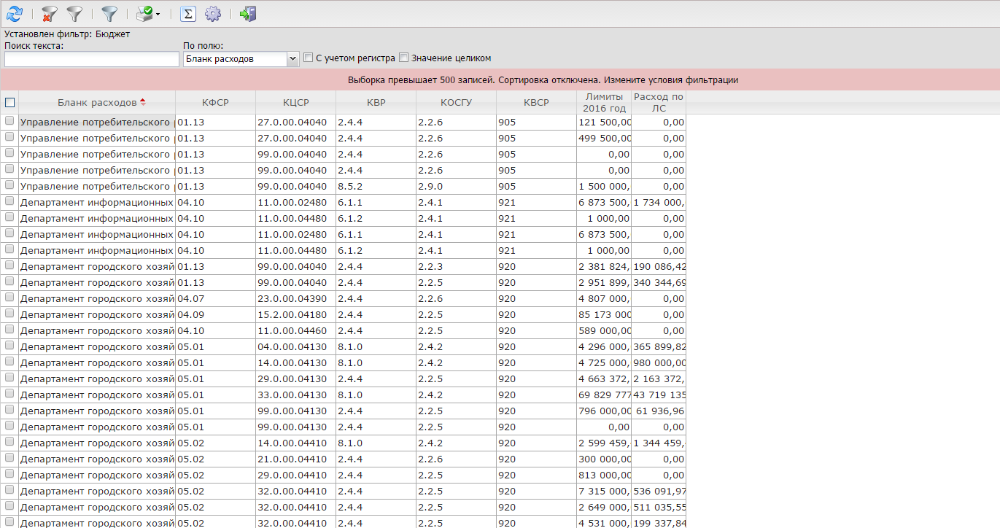 Установлен фильтр: Бюджет
Поиск текста: По полю:
Бланк расходов С учетом регистра Значение целиком
Выборка превышает 500 записей. Сортировка отключена. Измените условия фильтрации
Бланк расходов КФСР КЦСР КВР КОСГУ КВСР Лимиты 2016 год Расход по ЛС
Управление потребительского 01.13 27.0.00.04040 2.4.4 2.2.6 905 121 500,00 0,00
Управление потребительского 01.13 27.0.00.04040 2.4.4 2.2.6 905 499 500,00 0,00
Управление потребительского 01.13 99.0.00.04040 2.4.4 2.2.6 905 0,00 0,00
Управление потребительского 01.13 99.0.00.04040 2.4.4 2.2.6 905 0,00 0,00
Управление потребительского 01.13 99.0.00.04040 8.5.2 2.9.0 905 1 500 000, 0,00
Департамент информационных 04.10 11.0.00.02480 6.1.1 2.4.1 921 6 873 500, 1 734 000,
Департамент информационных 04.10 11.0.00.04480 6.1.2 2.4.1 921 1 000,00 0,00
Департамент информационных 04.10 11.0.00.02480 6.1.1 2.4.1 921 6 873 500, 0,00
Департамент информационных 04.10 11.0.00.04480 6.1.2 2.4.1 921 1 000,00 0,00
Департамент городского хозяй 01.13 99.0.00.04040 2.4.4 2.2.3 920 2 381 824, 190 086,42
Департамент городского хозяй 01.13 99.0.00.04040 2.4.4 2.2.5 920 2 951 899, 340 344,69
Департамент городского хозяй 04.07 23.0.00.04390 2.4.4 2.2.6 920 4 807 000, 0,00
Департамент городского хозяй 04.09 15.2.00.04180 2.4.4 2.2.5 920 85 173 000 0,00
Департамент городского хозяй 04.10 11.0.00.04460 2.4.4 2.2.5 920 589 000,00 0,00
Департамент городского хозяй 05.01 04.0.00.04130 8.1.0 2.4.2 920 4 296 000, 365 899,82
Департамент городского хозяй 05.01 14.0.00.04130 8.1.0 2.4.2 920 4 725 000, 980 000,00
Департамент городского хозяй 05.01 29.0.00.04130 2.4.4 2.2.5 920 4 663 372, 2 163 372,
Департамент городского хозяй 05.01 33.0.00.04130 8.1.0 2.4.2 920 69 829 777 43 719 135
Департамент городского хозяй 05.01 99.0.00.04130 2.4.4 2.2.5 920 796 000,00 61 936,96
Департамент городского хозяй 05.01 99.0.00.04130 2.4.4 2.2.5 920 0,00 0,00
Департамент городского хозяй 05.02 14.0.00.04410 8.1.0 2.4.2 920 2 599 459, 1 344 459,
Департамент городского хозяй 05.02 21.0.00.04410 2.4.4 2.2.6 920 300 000,00 0,00
Департамент городского хозяй 05.02 29.0.00.04410 2.4.4 2.2.5 920 813 000,00 0,00
Департамент городского хозяй 05.02 32.0.00.04410 2.4.4 2.2.5 920 7 315 000, 536 091,97
Департамент городского хозяй 05.02 32.0.00.04410 2.4.4 2.2.5 920 2 649 000, 511 035,55
Департамент городского хозяй 05.02 32.0.00.04410 2.4.4 2.2.5 920 4 531 000, 199 337,84